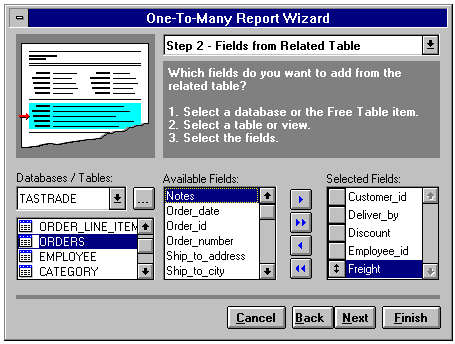 One-To-Many Report Wizard
Step 2 - Fields from Related Table
Which fields do you want to add from the
related table?
1. Select a database or the Free Table item.
2. Select a table or view.
3. Select the fields.
Databases / Tables:
TASTRADE
...
ORDER_LINE_ITEM
ORDERS
EMPLOYEE
CATEGORY
Available Fields:
Notes
Order_date
Order_id
Order_number
Ship_to_address
Ship_to_city
Selected Fields:
Customer_id
Deliver_by
Discount
Employee_id
Freight
Cancel
Back
Next
Finish